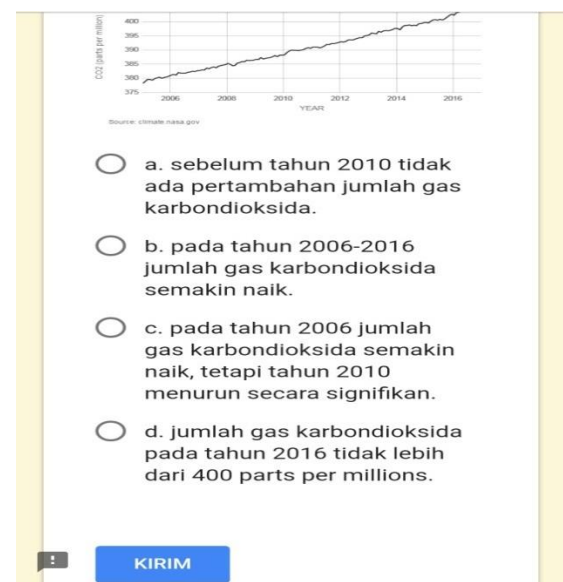 CO2 (parts per million)
400
395
390
385
380
375
2006 2008 2010 2012 2014 2016
YEAR
Source: climate.nasa.gov
a. sebelum tahun 2010 tidak
ada pertambahan jumlah gas
karbondioksida.
b. pada tahun 2006-2016
jumlah gas karbondioksida
semakin naik.
c. pada tahun 2006 jumlah
gas karbondioksida semakin
naik, tetapi tahun 2010
menurun secara signifikan.
d. jumlah gas karbondioksida
pada tahun 2016 tidak lebih
dari 400 parts per millions.
!
KIRIM